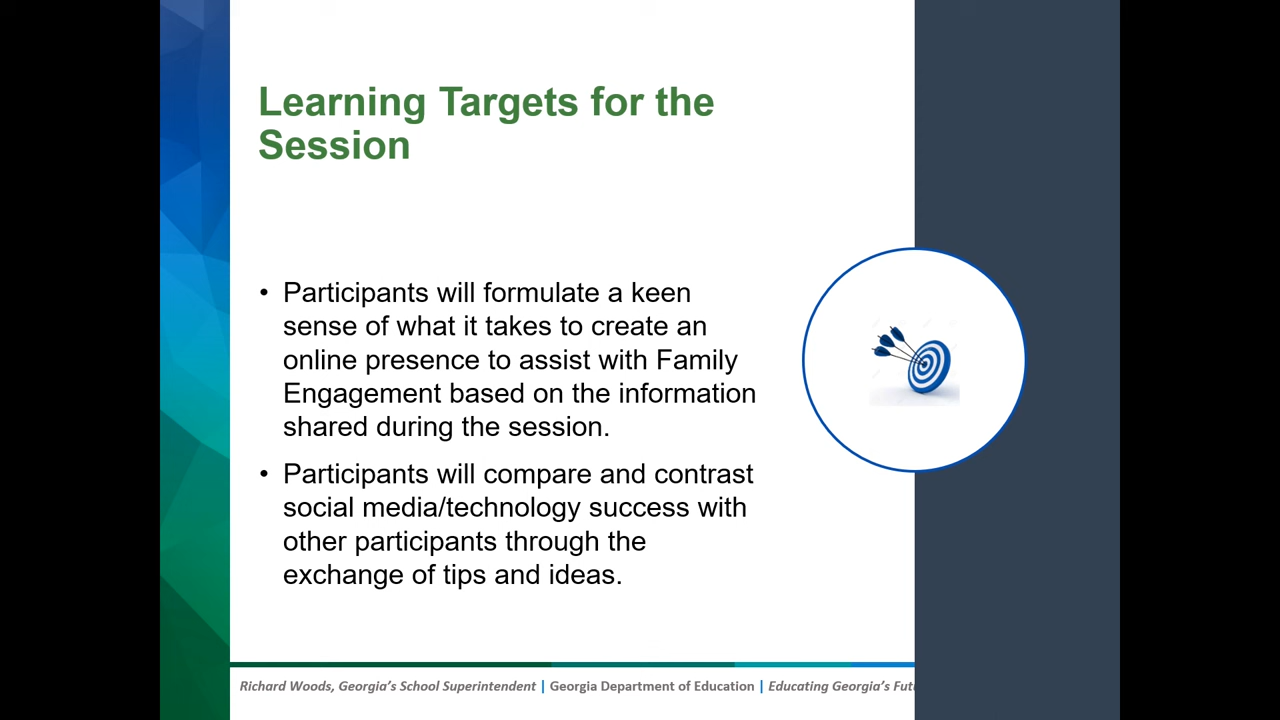 Learning Targets for the
Session
• Participants will formulate a keen
sense of what it takes to create an
online presence to assist with Family
Engagement based on the information
shared during the session.
• Participants will compare and contrast
social media/technology success with
other participants through the
exchange of tips and ideas.
Richard Woods, Georgia's School Superintendent | Georgia Department of Education | Educating Georgia's